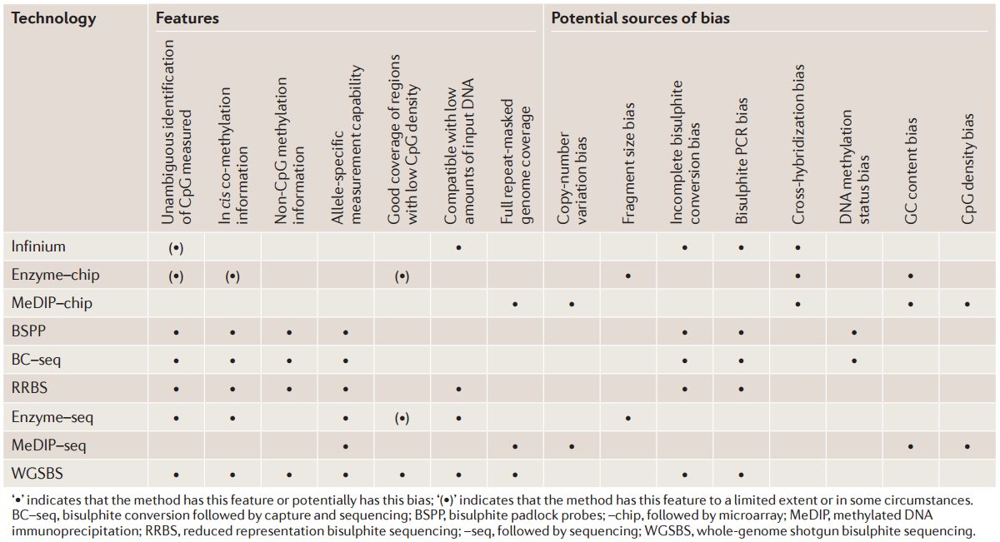 Technology Features Potential sources of bias
Unambiguous identification
of CpG measured
In cis co-methylation
information
Non-CpG methylation
information
Allele-specific
measurement capability
Good coverage of regions
with low CpG density
Compatible with low
amounts of input DNA
Full repeat-masked
genome coverage
Copy-number
variation bias
Fragment size bias
Incomplete bisulphite
conversion bias
Bisulphite PCR bias
Cross-hybridization bias
DNA methylation
status bias
GC content bias
CpG density bias
Infinium (•) • • • •
Enzyme–chip (•) (•) (•) • • •
MeDIP–chip • • • • •
BSPP • • • • • • •
BC–seq • • • • • • •
RRBS • • • • • • •
Enzyme–seq • • • (•) • •
MeDIP–seq • • • • •
WGSBS • • • • • • • • •
‘•’ indicates that the method has this feature or potentially has this bias; ‘(•)’ indicates that the method has this feature to a limited extent or in some circumstances.
BC–seq, bisulphite conversion followed by capture and sequencing; BSPP, bisulphite padlock probes; –chip, followed by microarray; MeDIP, methylated DNA
immunoprecipitation; RRBS, reduced representation bisulphite sequencing; –seq, followed by sequencing; WGSBS, whole-genome shotgun bisulphite sequencing.